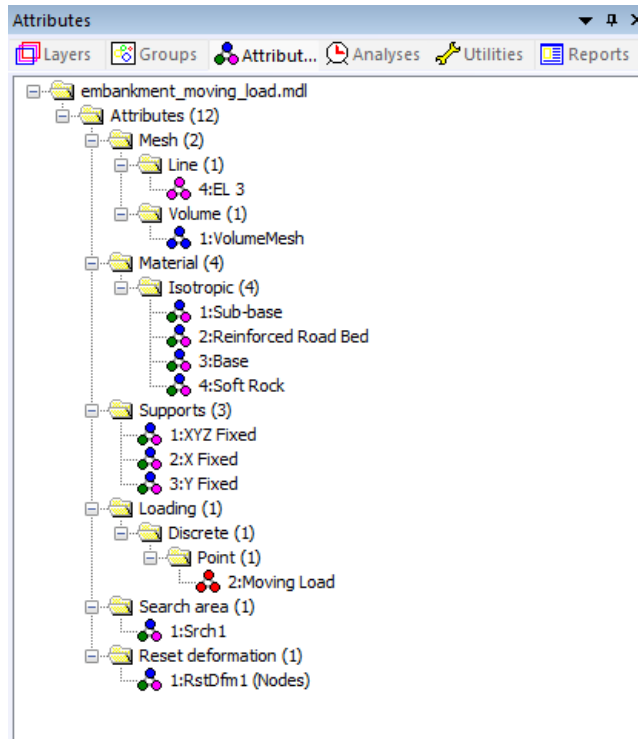 Attributes
Layers Groups Attribut... Analyses Utilities Reports
embankment_moving_load.mdl
Attributes (12)
Mesh (2)
Line (1)
4:EL 3
Volume (1)
1:VolumeMesh
Material (4)
Isotropic (4)
1:Sub-base
2:Reinforced Road Bed
3:Base
4:Soft Rock
Supports (3)
1:XYZ Fixed
2:X Fixed
3:Y Fixed
Loading (1)
Discrete (1)
Point (1)
2:Moving Load
Search area (1)
1:Srch1
Reset deformation (1)
1:RstDfm1 (Nodes)